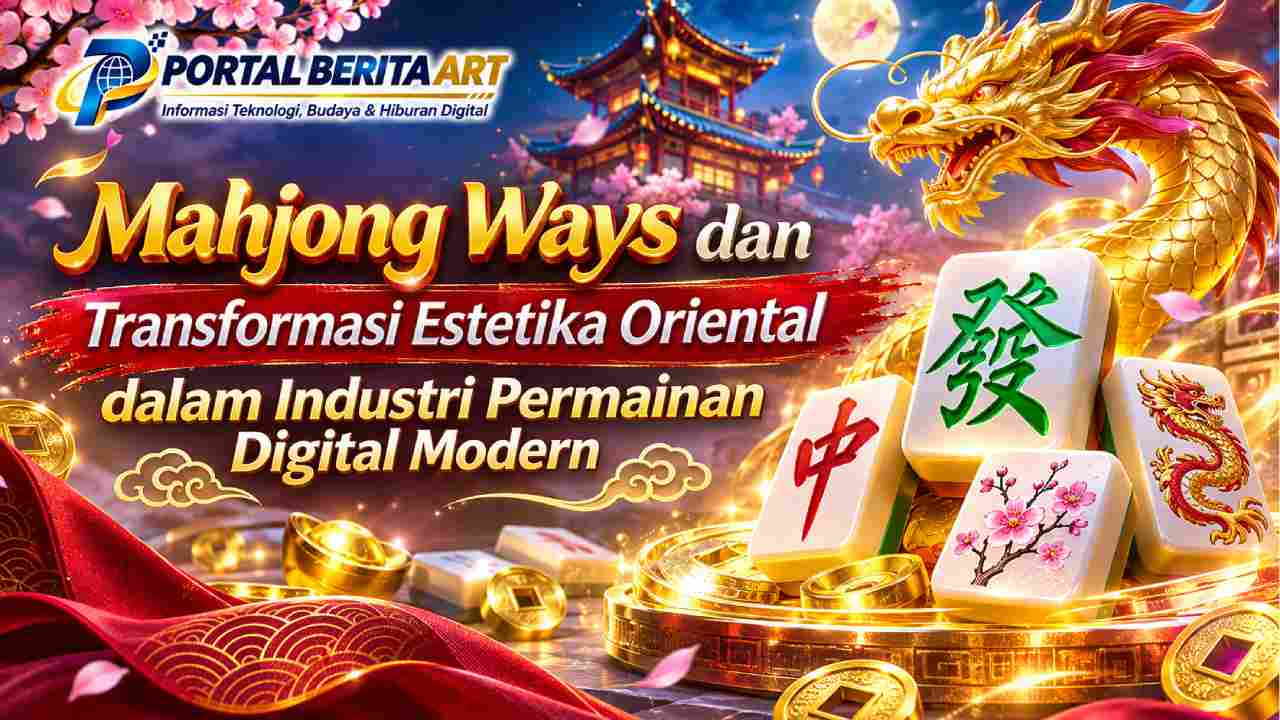 PORTAL BERITA ART
Informasi Teknologi, Budaya & Hiburan Digital
Mahjong Ways dan
Transformasi Estetika Oriental
dalam Industri Permainan
Digital Modern
發
中